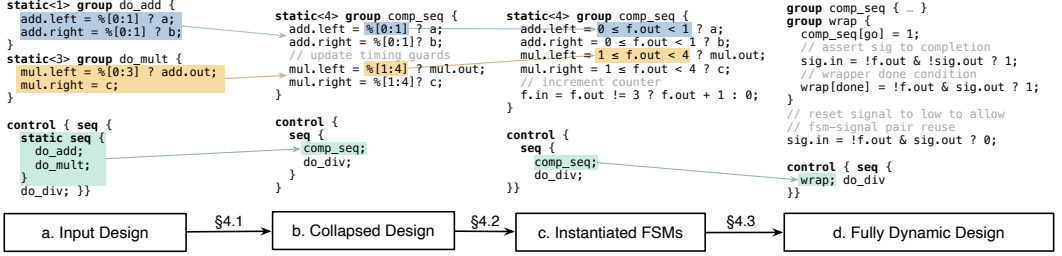 static<1> group do_add {
add.left = %[0:1] ? a;
add.right = %[0:1] ? b;
}
static<3> group do_mult {
mul.left = %[0:3] ? add.out;
mul.right = c;
}
control { seq {
static seq {
do_add;
do_mult;
}
do_div; }}
static<4> group comp_seq {
add.left = %[0:1] ? a;
add.right = %[0:1]? b;
// update timing guards
mul.left = %[1:4] ? mul.out;
mul.right = %[1:4]? c;
}
control {
seq {
comp_seq;
do_div;
}
}
static<4> group comp_seq {
add.left = 0 ≤ f.out < 1 ? a;
add.right = 0 ≤ f.out < 1 ? b;
mul.left = 1 ≤ f.out < 4 ? mul.out;
mul.right = 1 ≤ f.out < 4 ? c;
// increment counter
f.in = f.out != 3 ? f.out + 1 : 0;
}
control {
seq {
comp_seq;
do_div;
}
}
group comp_seq { … }
group wrap {
comp_seq[go] = 1;
// assert sig to completion
sig.in = !f.out & !sig.out ? 1;
// wrapper done condition
wrap[done] = !f.out & sig.out ? 1;
}
// reset signal to low to allow
// fsm-signal pair reuse
sig.in = !f.out & sig.out ? 0;
control { seq {
wrap; do_div
}}
a. Input Design
§4.1
b. Collapsed Design
§4.2
c. Instantiated FSMs
§4.3
d. Fully Dynamic Design